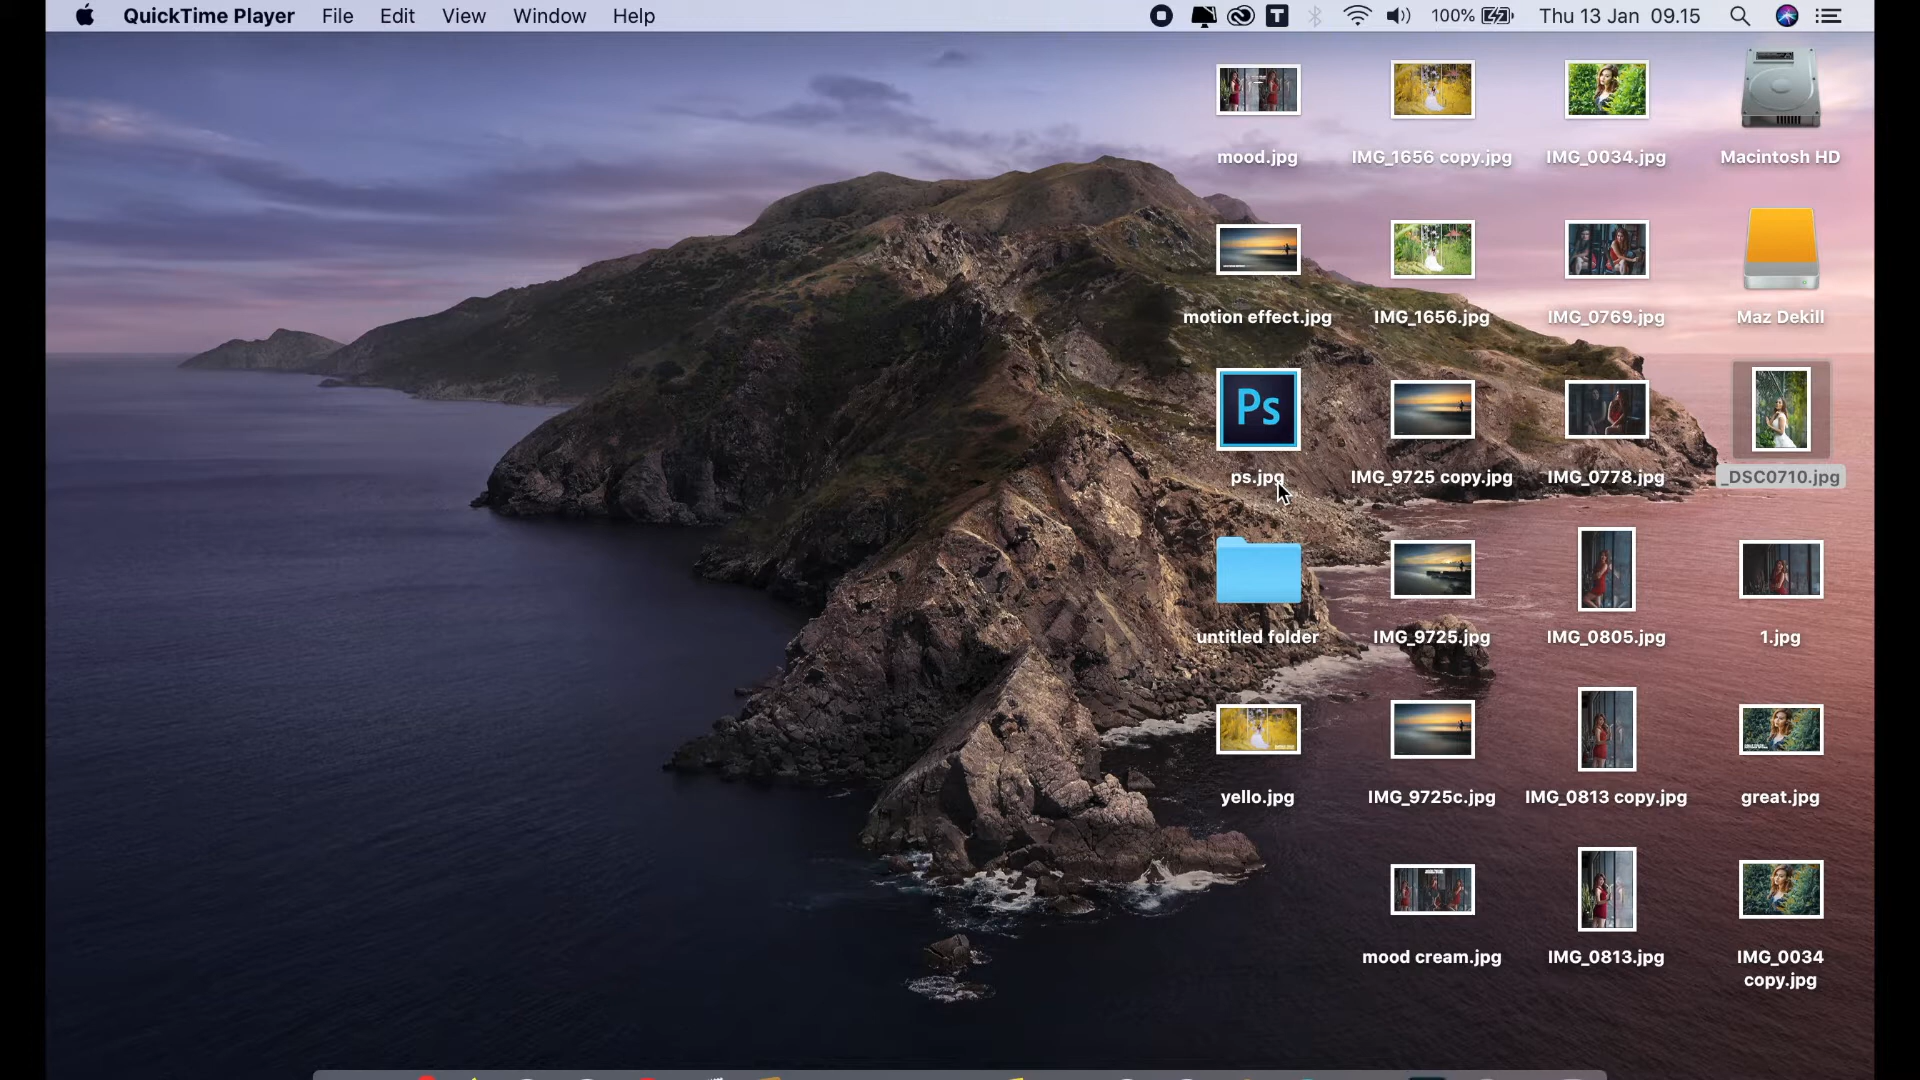 QuickTime Player File Edit View Window Help T 100% Thu 13 Jan 09.15
mood.jpg IMG_1656 copy.jpg IMG_0034.jpg Macintosh HD
motion effect.jpg IMG_1656.jpg IMG_0769.jpg Maz Dekill
Ps
ps.jpg IMG_9725 copy.jpg IMG_0778.jpg _DSC0710.jpg
untitled folder IMG_9725.jpg IMG_0805.jpg 1.jpg
yello.jpg IMG_9725c.jpg IMG_0813 copy.jpg great.jpg
mood cream.jpg IMG_0813.jpg IMG_0034
copy.jpg